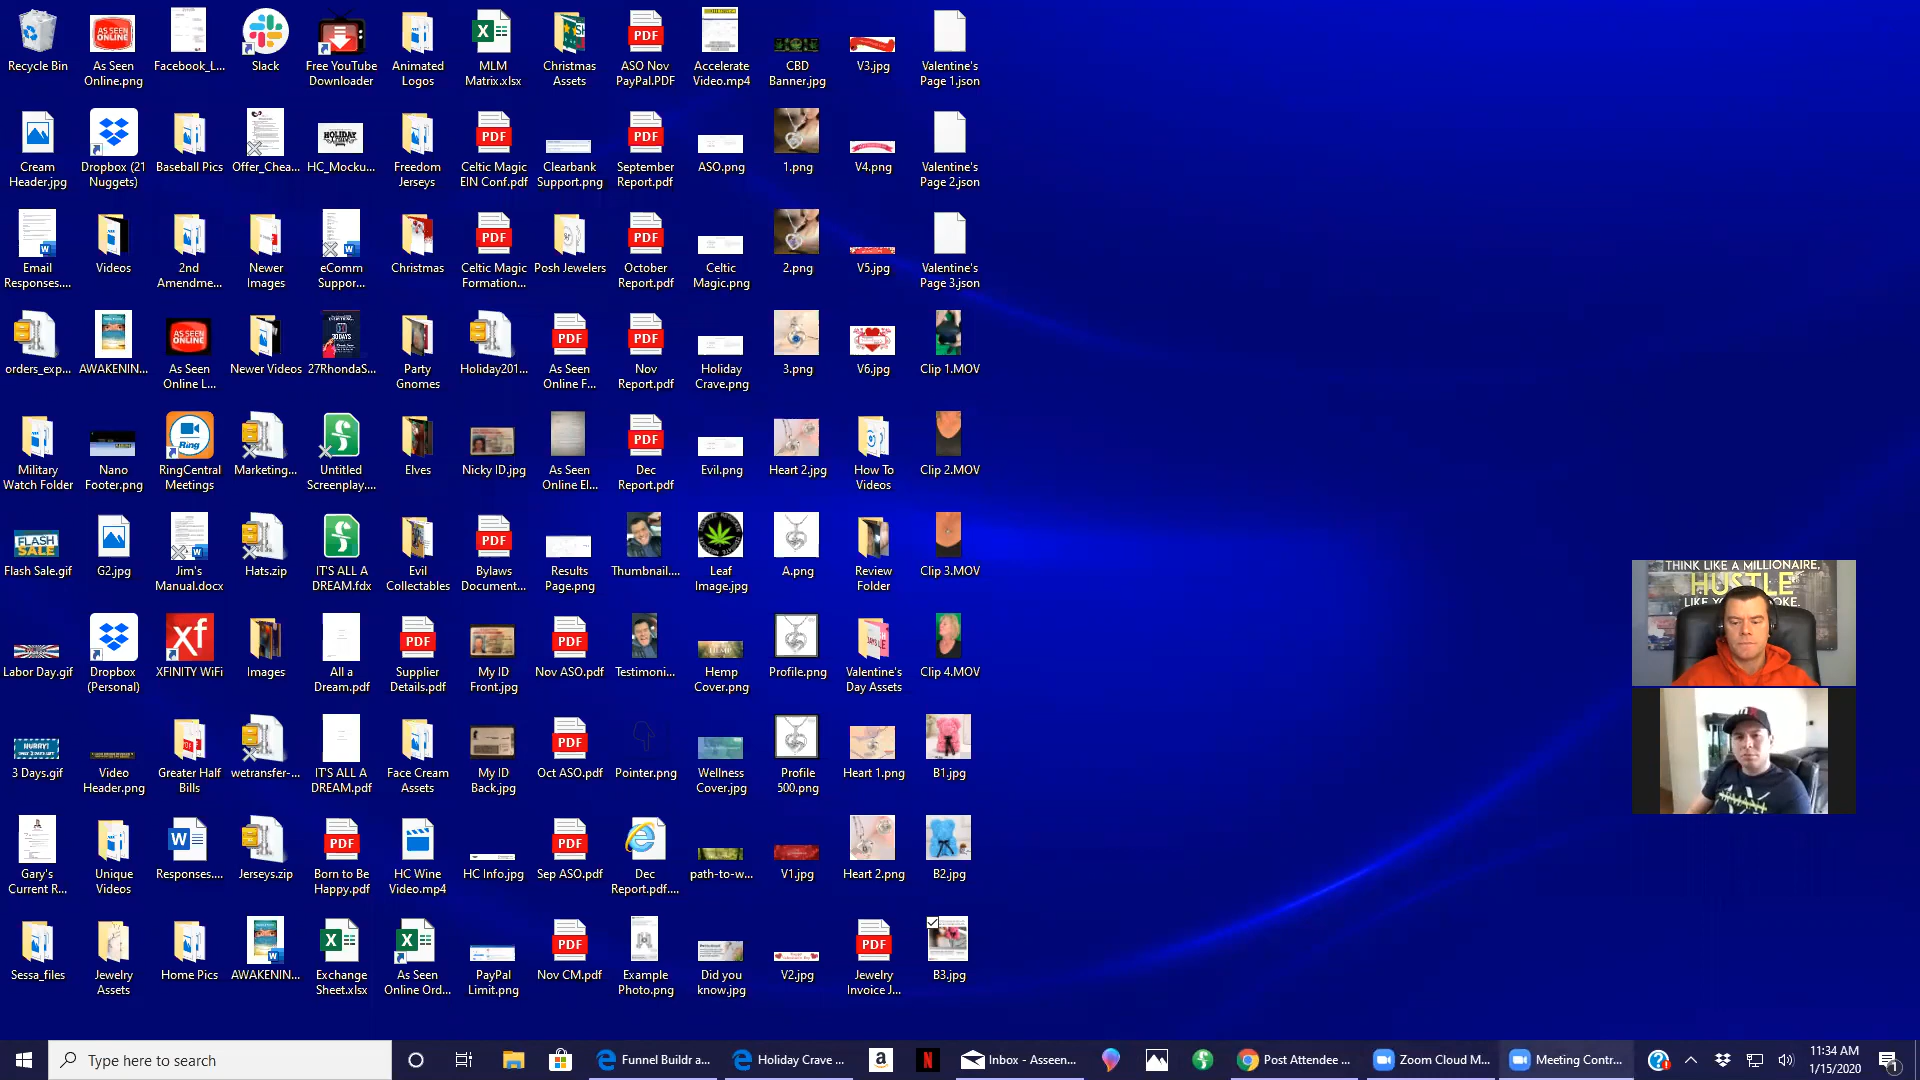 Recycle Bin
As Seen Online.png
Facebook_L...
Slack
Free YouTube Downloader
Animated Logos
MLM Matrix.xlsx
Christmas Assets
ASO Nov PayPal.PDF
Accelerate Video.mp4
CBD Banner.jpg
V3.jpg
Valentine's Page 1.json
Cream Header.jpg
Dropbox (21 Nuggets)
Baseball Pics
Offer_Chea...
HC_Mocku...
Freedom Jerseys
Celtic Magic EIN Conf.pdf
Clearbank Support.png
September Report.pdf
ASO.png
1.png
V4.png
Valentine's Page 2.json
Email Responses....
Videos
2nd Amendme...
Newer Images
eComm Suppor...
Christmas
Celtic Magic Formation...
Posh Jewelers
October Report.pdf
Celtic Magic.png
2.png
V5.jpg
Valentine's Page 3.json
orders_exp...
AWAKENIN...
As Seen Online L...
Newer Videos
27RhondaS...
Party Gnomes
Holiday201...
As Seen Online F...
Nov Report.pdf
Holiday Crave.png
3.png
V6.jpg
Clip 1.MOV
Military Watch Folder
Nano Footer.png
RingCentral Meetings
Marketing...
Untitled Screenplay....
Elves
Nicky ID.jpg
As Seen Online El...
Dec Report.pdf
Evil.png
Heart 2.jpg
How To Videos
Clip 2.MOV
Flash Sale.gif
G2.jpg
Jim's Manual.docx
Hats.zip
IT'S ALL A DREAM.fdx
Evil Collectables
Bylaws Document...
Results Page.png
Thumbnail....
Leaf Image.jpg
A.png
Review Folder
Clip 3.MOV
Labor Day.gif
Dropbox (Personal)
XFINITY WiFi
Images
All a Dream.pdf
Supplier Details.pdf
My ID Front.jpg
Nov ASO.pdf
Testimoni...
Hemp Cover.png
Profile.png
Valentine's Day Assets
Clip 4.MOV
3 Days.gif
Video Header.png
Greater Half Bills
wetransfer-...
IT'S ALL A DREAM.pdf
Face Cream Assets
My ID Back.jpg
Oct ASO.pdf
Pointer.png
Wellness Cover.jpg
Profile 500.png
Heart 1.png
B1.jpg
Gary's Current R...
Unique Videos
Responses....
Jerseys.zip
Born to Be Happy.pdf
HC Wine Video.mp4
HC Info.jpg
Sep ASO.pdf
Dec Report.pdf....
path-to-w...
V1.jpg
Heart 2.png
B2.jpg
Sessa_files
Jewelry Assets
Home Pics
AWAKENIN...
Exchange Sheet.xlsx
As Seen Online Ord...
PayPal Limit.png
Nov CM.pdf
Example Photo.png
Did you know.jpg
V2.jpg
Jewelry Invoice J...
B3.jpg
THINK LIKE A MILLIONAIRE,
HUSTLE
Type here to search
Funnel Buildr a...
Holiday Crave ...
Inbox - Asseen...
Post Attendee ...
Zoom Cloud M...
Meeting Contr...
11:34 AM
1/15/2020